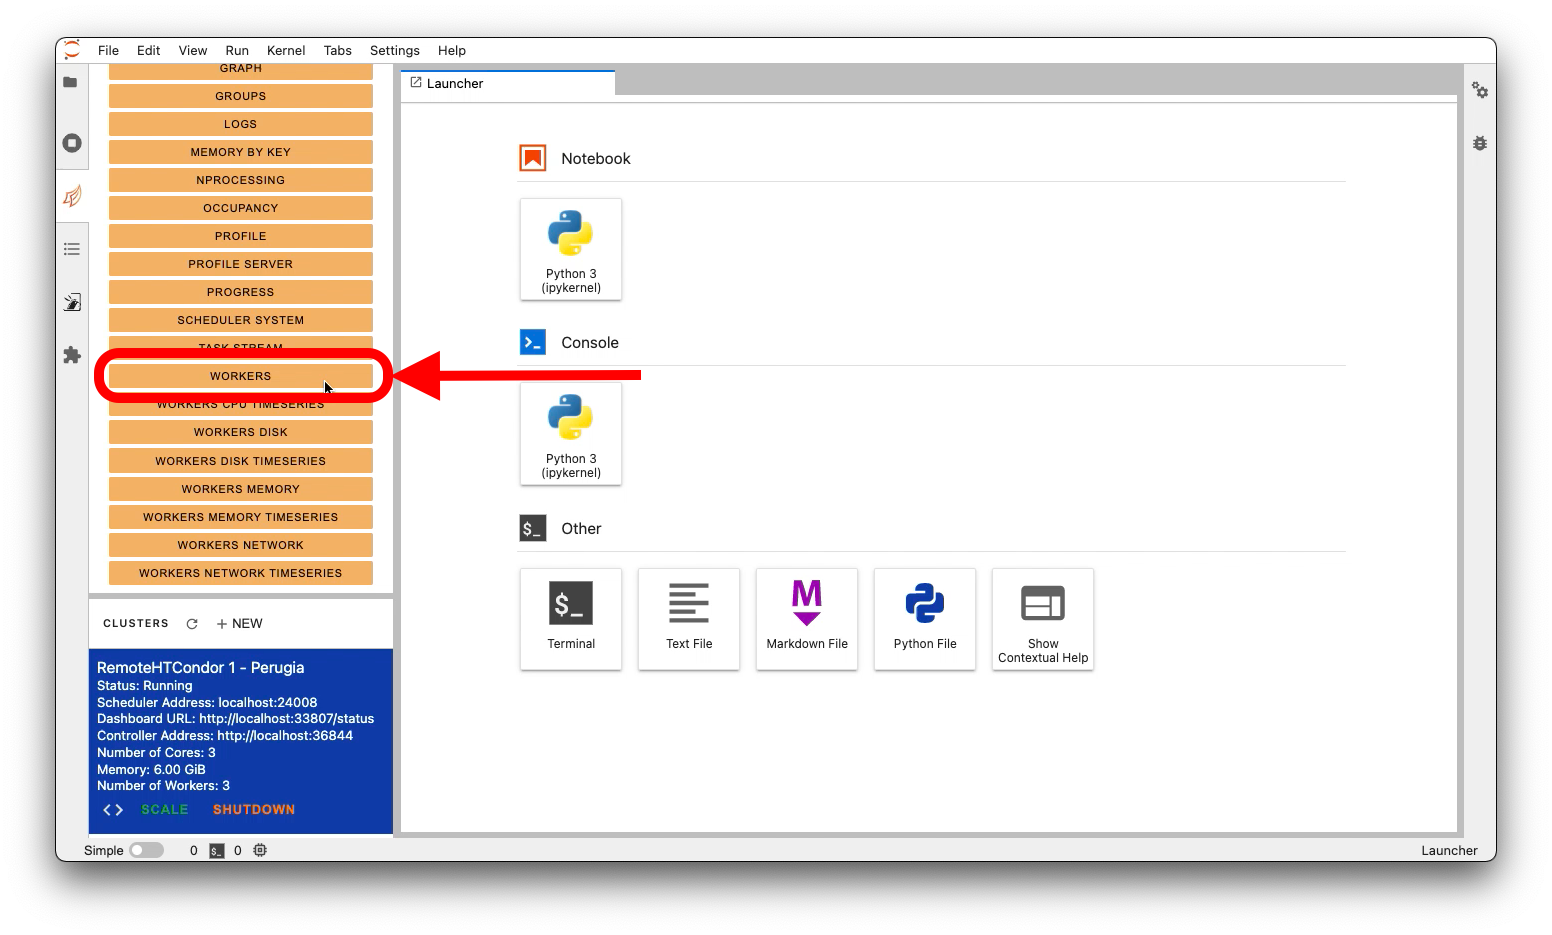 File Edit View Run Kernel Tabs Settings Help
GRAPH
GROUPS
LOGS
MEMORY BY KEY
NPROCESSING
OCCUPANCY
PROFILE
PROFILE SERVER
PROGRESS
SCHEDULER SYSTEM
TASK STREAM
WORKERS
WORKERS CPU TIMESERIES
WORKERS DISK
WORKERS DISK TIMESERIES
WORKERS MEMORY
WORKERS MEMORY TIMESERIES
WORKERS NETWORK
WORKERS NETWORK TIMESERIES
CLUSTERS + NEW
RemoteHTCondor 1 - Perugia
Status: Running
Scheduler Address: localhost:24008
Dashboard URL: http://localhost:33807/status
Controller Address: http://localhost:36844
Number of Cores: 3
Memory: 6.00 GiB
Number of Workers: 3
<> SCALE SHUTDOWN
Launcher
Notebook
Python 3
(ipykernel)
>_ Console
Python 3
(ipykernel)
$_ Other
$_
Terminal
Text File
M
Markdown File
Python File
Show
Contextual Help
Simple 0 $_ 0
Launcher